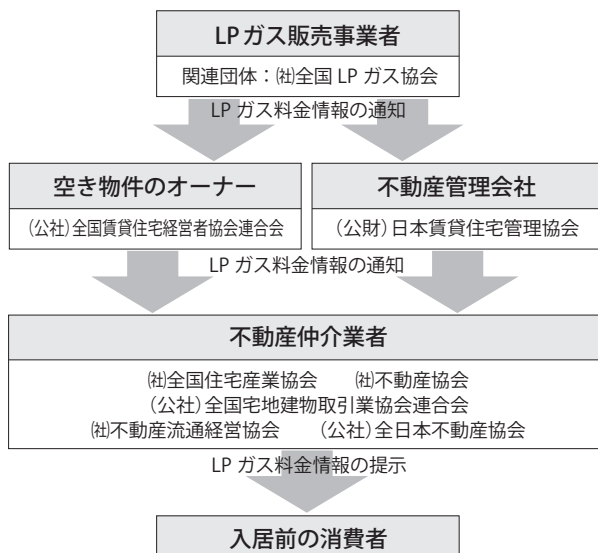 LPガス販売事業者
関連団体：㈳全国LPガス協会
LPガス料金情報の通知
空き物件のオーナー
（公社）全国賃貸住宅経営者協会連合会
不動産管理会社
（公財）日本賃貸住宅管理協会
LPガス料金情報の通知
不動産仲介業者
㈳全国住宅産業協会　㈳不動産協会
（公社）全国宅地建物取引業協会連合会
㈳不動産流通経営協会　（公社）全日本不動産協会
LPガス料金情報の提示
入居前の消費者